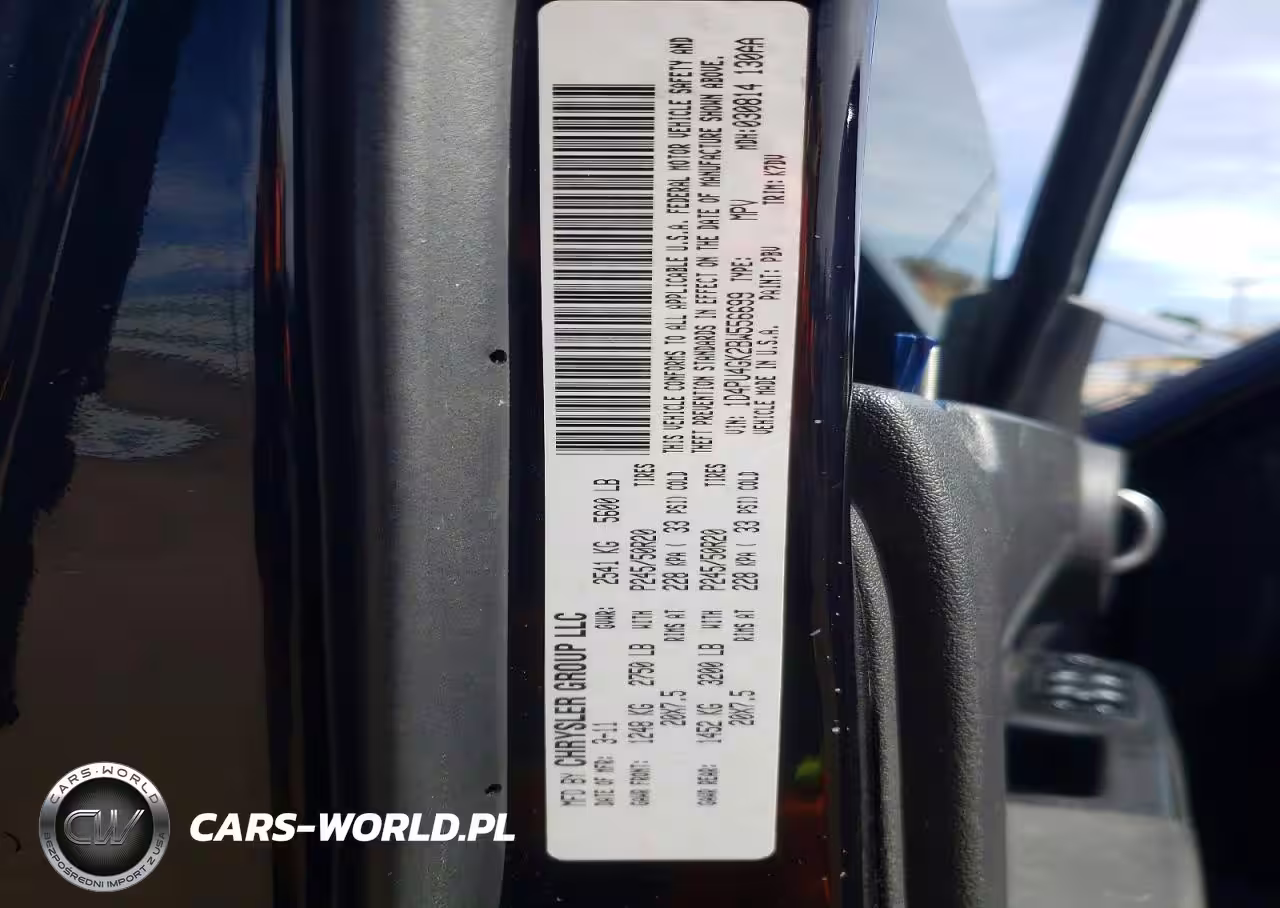 MFD BY CHRYSLER GROUP LLC
DATE OF MFR: 3-11 GVWR: 2541 KG 5600 LB
GAWR FRONT: 1248 KG 2750 LB WITH P245/50R20 TIRES
20X7.5 RIMS AT 228 KPA ( 33 PSI) COLD
GAWR REAR: 1452 KG 3200 LB WITH P245/50R20 TIRES
20X7.5 RIMS AT 228 KPA ( 33 PSI) COLD
THIS VEHICLE CONFORMS TO ALL APPLICABLE U.S.A. FEDERAL MOTOR VEHICLE SAFETY AND
THEFT PREVENTION STANDARDS IN EFFECT ON THE DATE OF MANUFACTURE SHOWN ABOVE.
VIN: 1D4PU4GK2BW556699 TYPE: MPV MDH:030814 130AA
VEHICLE MADE IN U.S.A. PAINT: PBV TRIM: K7DV
CARS-WORLD
CW
BEZPOŚREDNI IMPORT Z USA
CARS-WORLD.PL